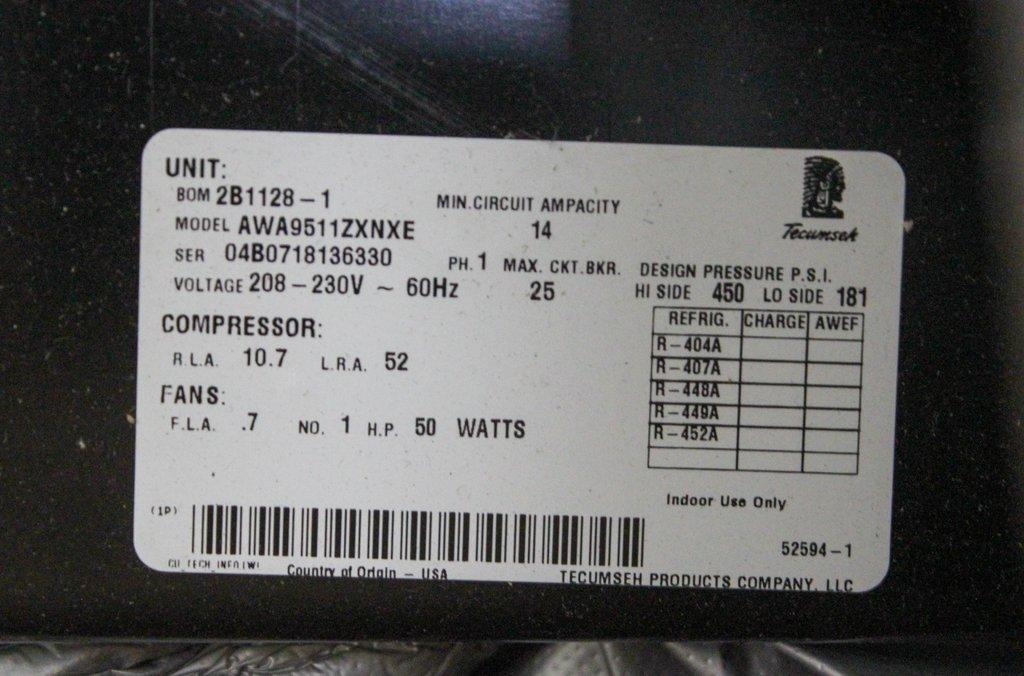 UNIT:
BOM 2B1128-1
MODEL AWA9511ZXNXE
SER 04B0718136330
VOLTAGE 208-230V ~ 60Hz
MIN.CIRCUIT AMPACITY
14
PH. 1 MAX. CKT.BKR.
25
Tecumseh
DESIGN PRESSURE P.S.I.
HI SIDE 450 LO SIDE 181
COMPRESSOR:
R.L.A. 10.7 L.R.A. 52
FANS:
F.L.A. .7 NO. 1 H.P. 50 WATTS
REFRIG. CHARGE AWEF
R-404A
R-407A
R-448A
R-449A
R-452A
Indoor Use Only
(1P)
52594-1
Country of Origin - USA
TECUMSEH PRODUCTS COMPANY, LLC